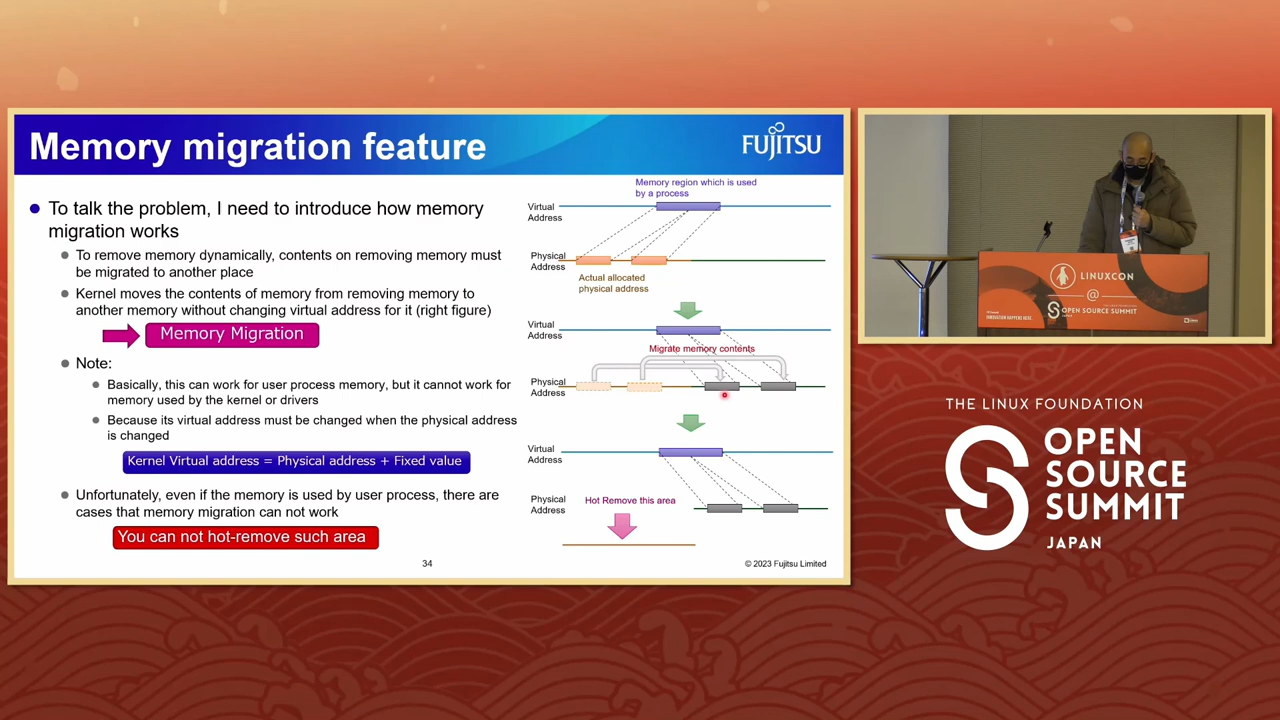 Memory migration feature
FUJITSU
To talk the problem, I need to introduce how memory
migration works
To remove memory dynamically, contents on removing memory must
be migrated to another place
Kernel moves the contents of memory from removing memory to
another memory without changing virtual address for it (right figure)
Memory Migration
Note:
Basically, this can work for user process memory, but it cannot work for
memory used by the kernel or drivers
Because its virtual address must be changed when the physical address
is changed
Kernel Virtual address = Physical address + Fixed value
Unfortunately, even if the memory is used by user process, there are
cases that memory migration can not work
You can not hot-remove such area
Memory region which is used
by a process
Virtual
Address
Physical
Address
Actual allocated
physical address
Virtual
Address
Migrate memory contents
Physical
Address
Virtual
Address
Physical
Address
Hot Remove this area
34
© 2023 Fujitsu Limited
LINUXCON
@
OPEN SOURCE SUMMIT
THE LINUX FOUNDATION
OPEN
SOURCE
SUMMIT
JAPAN